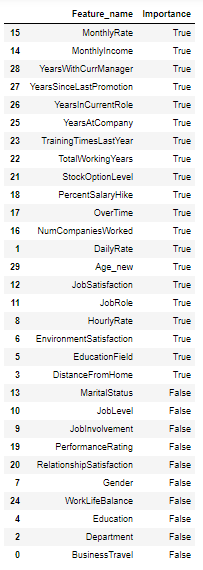 Feature_name Importance
15 MonthlyRate True
14 MonthlyIncome True
28 YearsWithCurrManager True
27 YearsSinceLastPromotion True
26 YearsInCurrentRole True
25 YearsAtCompany True
23 TrainingTimesLastYear True
22 TotalWorkingYears True
21 StockOptionLevel True
18 PercentSalaryHike True
17 OverTime True
16 NumCompaniesWorked True
1 DailyRate True
29 Age_new True
12 JobSatisfaction True
11 JobRole True
8 HourlyRate True
6 EnvironmentSatisfaction True
5 EducationField True
3 DistanceFromHome True
13 MaritalStatus False
10 JobLevel False
9 JobInvolvement False
19 PerformanceRating False
20 RelationshipSatisfaction False
7 Gender False
24 WorkLifeBalance False
4 Education False
2 Department False
0 BusinessTravel False